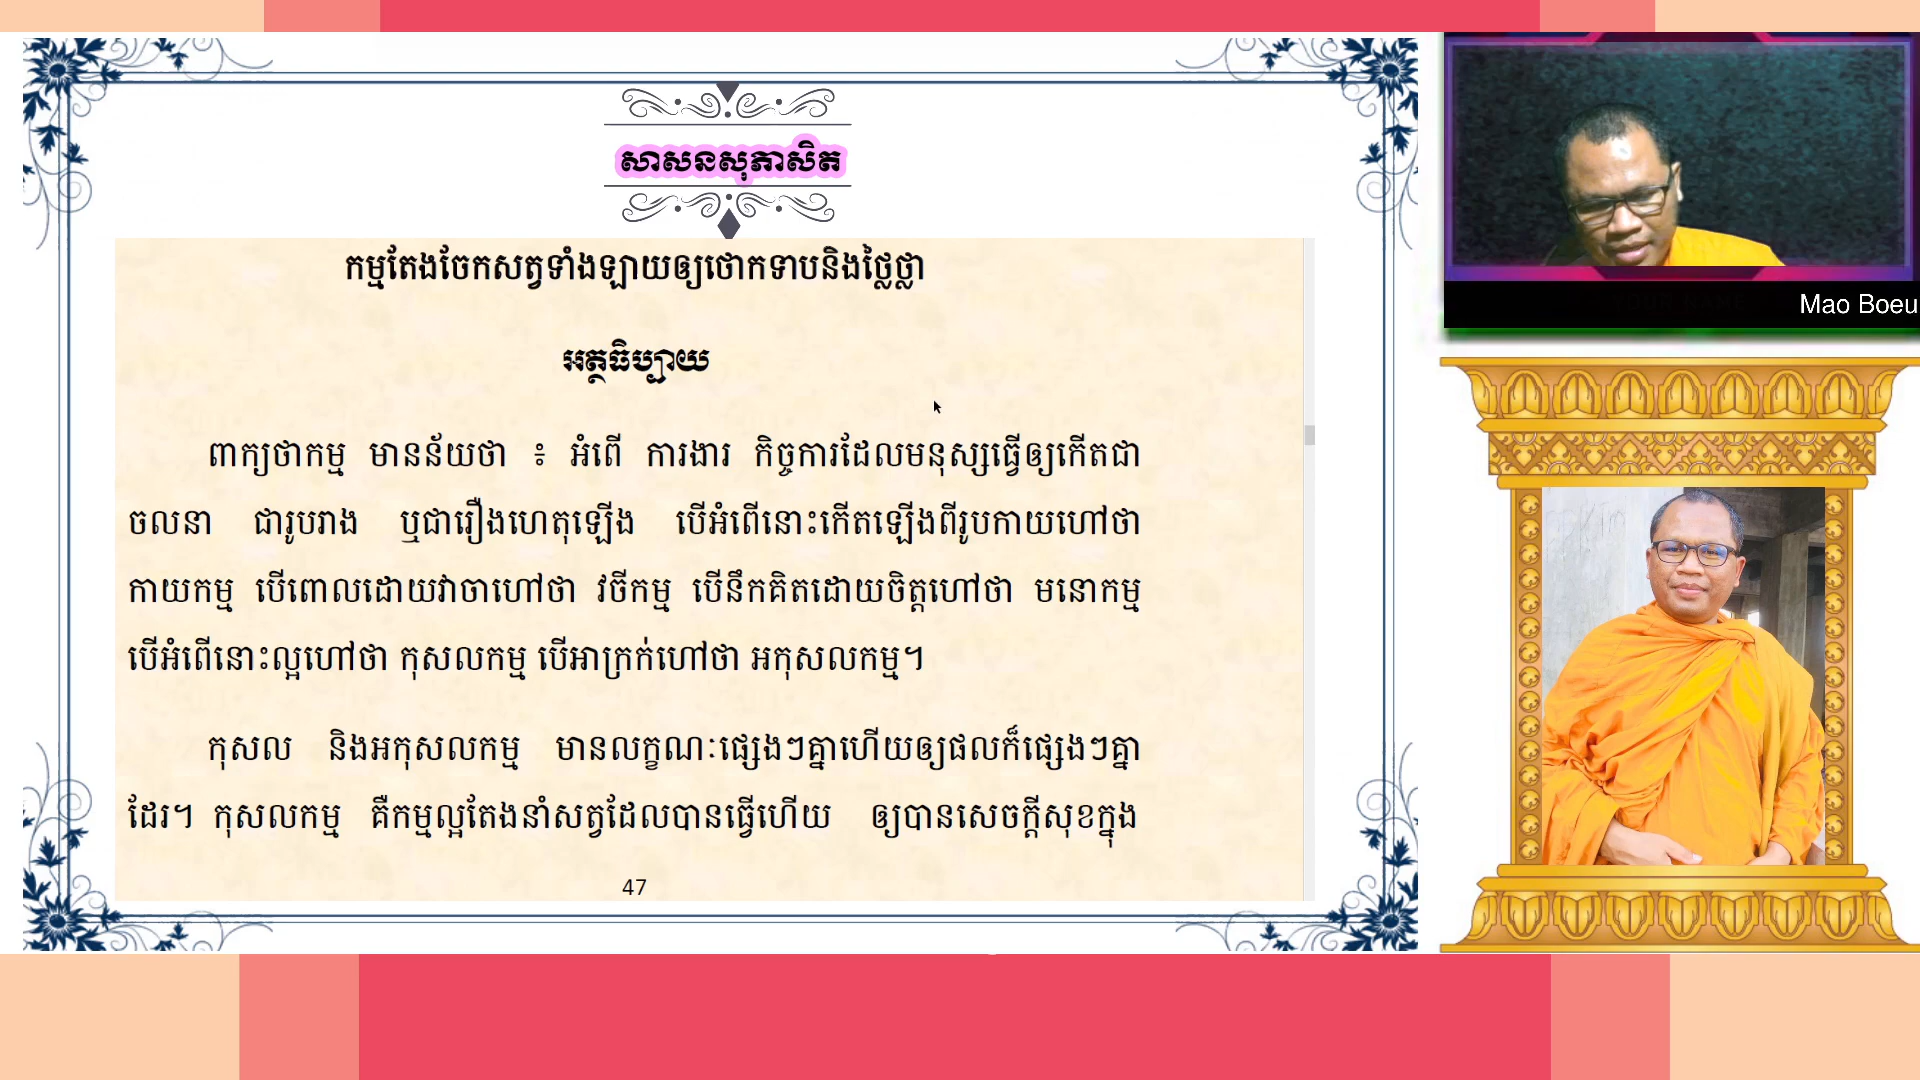 សាសនសុភាសិត
Mao Boeu
កម្មតែងចែកសត្វទាំងឡាយឲ្យថោកទាបនិងថ្លៃថ្លា
អត្ថធិប្បាយ
ពាក្យថាកម្ម មានន័យថា ៖ អំពើ ការងារ កិច្ចការដែលមនុស្សធ្វើឲ្យកើតជា
ចលនា ជារូបរាង ឬជារឿងហេតុឡើង បើអំពើនោះកើតឡើងពីរូបកាយហៅថា
កាយកម្ម បើពោលដោយវាចាហៅថា វចីកម្ម បើនឹកគិតដោយចិត្តហៅថា មនោកម្ម
បើអំពើនោះល្អហៅថា កុសលកម្ម បើអាក្រក់ហៅថា អកុសលកម្ម។
កុសល និងអកុសលកម្ម មានលក្ខណៈផ្សេងៗគ្នាហើយឲ្យផលក៏ផ្សេងៗគ្នា
ដែរ។ កុសលកម្ម គឺកម្មល្អតែងនាំសត្វដែលបានធ្វើហើយ ឲ្យបានសេចក្តីសុខក្នុង
47